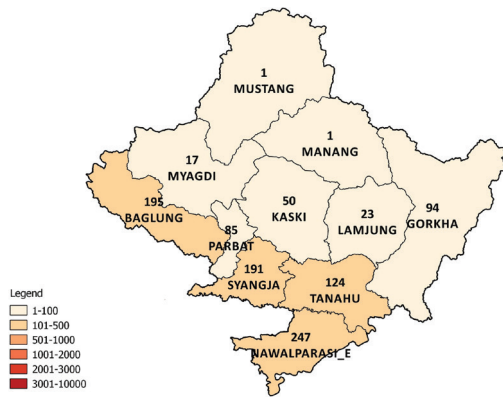 1
MUSTANG
1
MANANG
17
MYAGDI
50
KASKI
23
LAMJUNG
94
GORKHA
195
BAGLUNG
85
PARBAT
191
SYANGJA
124
TANAHU
247
NAWALPARASI_E
Legend
1-100
101-500
501-1000
1001-2000
2001-3000
3001-10000